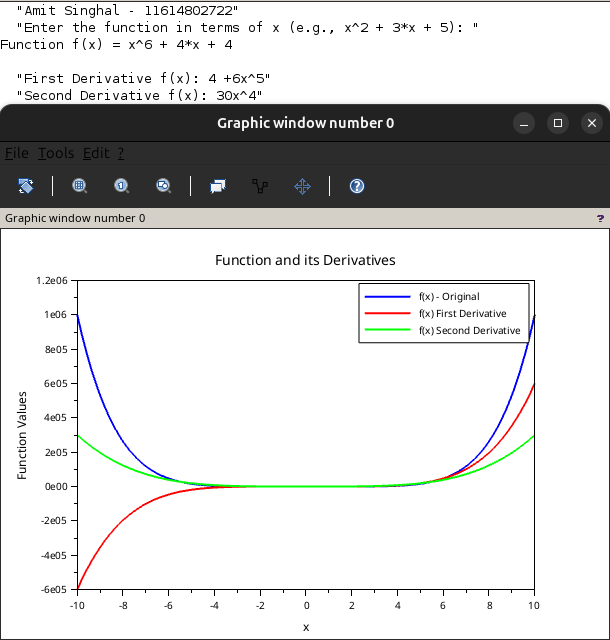 "Amit Singhal - 11614802722"
"Enter the function in terms of x (e.g., x^2 + 3*x + 5): "
Function f(x) = x^6 + 4*x + 4
"First Derivative f(x): 4 +6x^5"
"Second Derivative f(x): 30x^4"
Graphic window number 0
File Tools Edit ?
Graphic window number 0 ?
Function and its Derivatives
f(x) - Original
f(x) First Derivative
f(x) Second Derivative
Function Values
1.2e06
1e06
8e05
6e05
4e05
2e05
0e00
-2e05
-4e05
-6e05
-10 -8 -6 -4 -2 0 2 4 6 8 10
x